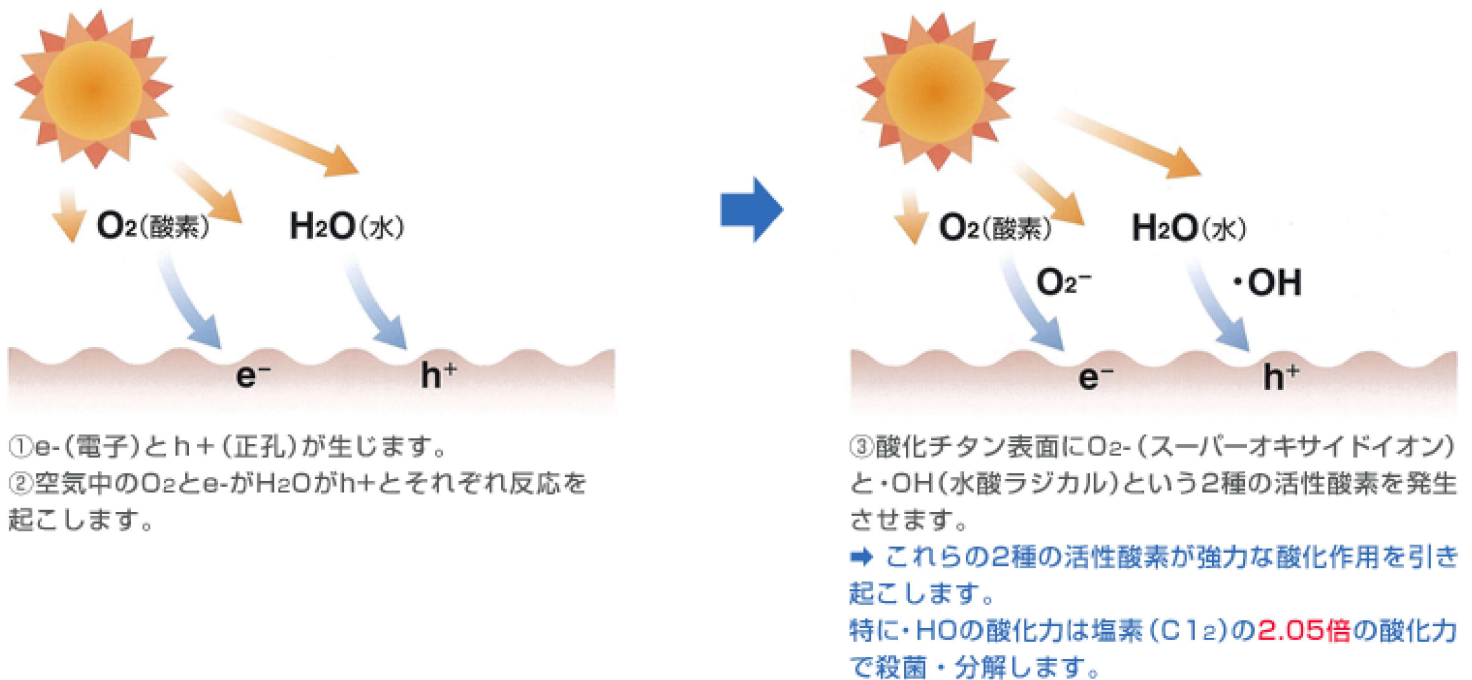 O2(酸素) H2O(水)
e− h+
①e-(電子)とh+(正孔)が生じます。
②空気中のO2とe-がH2Oがh+とそれぞれ反応を
起こします。
O2(酸素) H2O(水)
O2− ・OH
e− h+
③酸化チタン表面にO2-(スーパーオキサイドイオン)
と・OH(水酸ラジカル)という2種の活性酸素を発生
させます。
➡ これらの2種の活性酸素が強力な酸化作用を引き
起こします。
特に・HOの酸化力は塩素(C12)の2.05倍の酸化力
で殺菌・分解します。